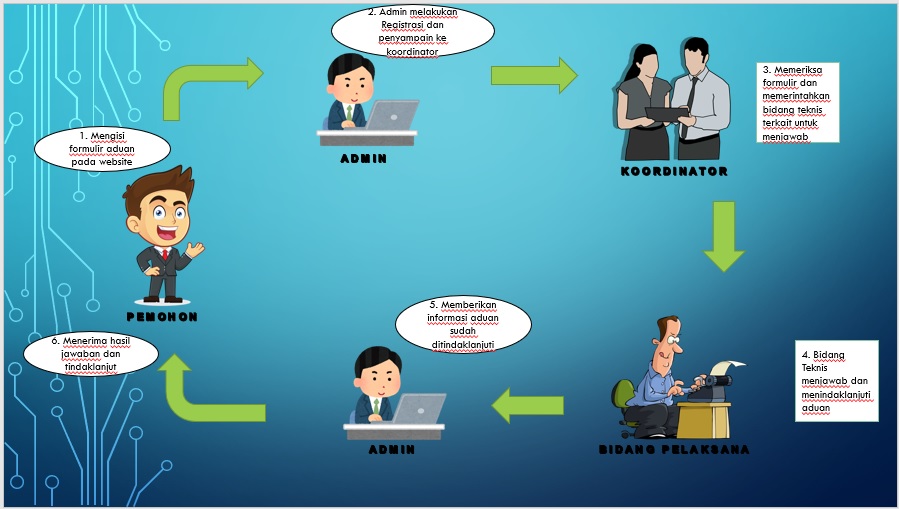 1. Mengisi
formulir aduan
pada website
PEMOHON
2. Admin melakukan
Registrasi dan
penyampain ke
koordinator
ADMIN
3. Memeriksa
formulir dan
memerintahkan
bidang teknis
terkait untuk
menjawab
KOORDINATOR
4. Bidang
Teknis
menjawab dan
menindaklanjuti
aduan
BIDANG PELAKSANA
5. Memberikan
informasi aduan
sudah
ditindaklanjuti
ADMIN
6. Menerima hasil
jawaban dan
tindaklanjut